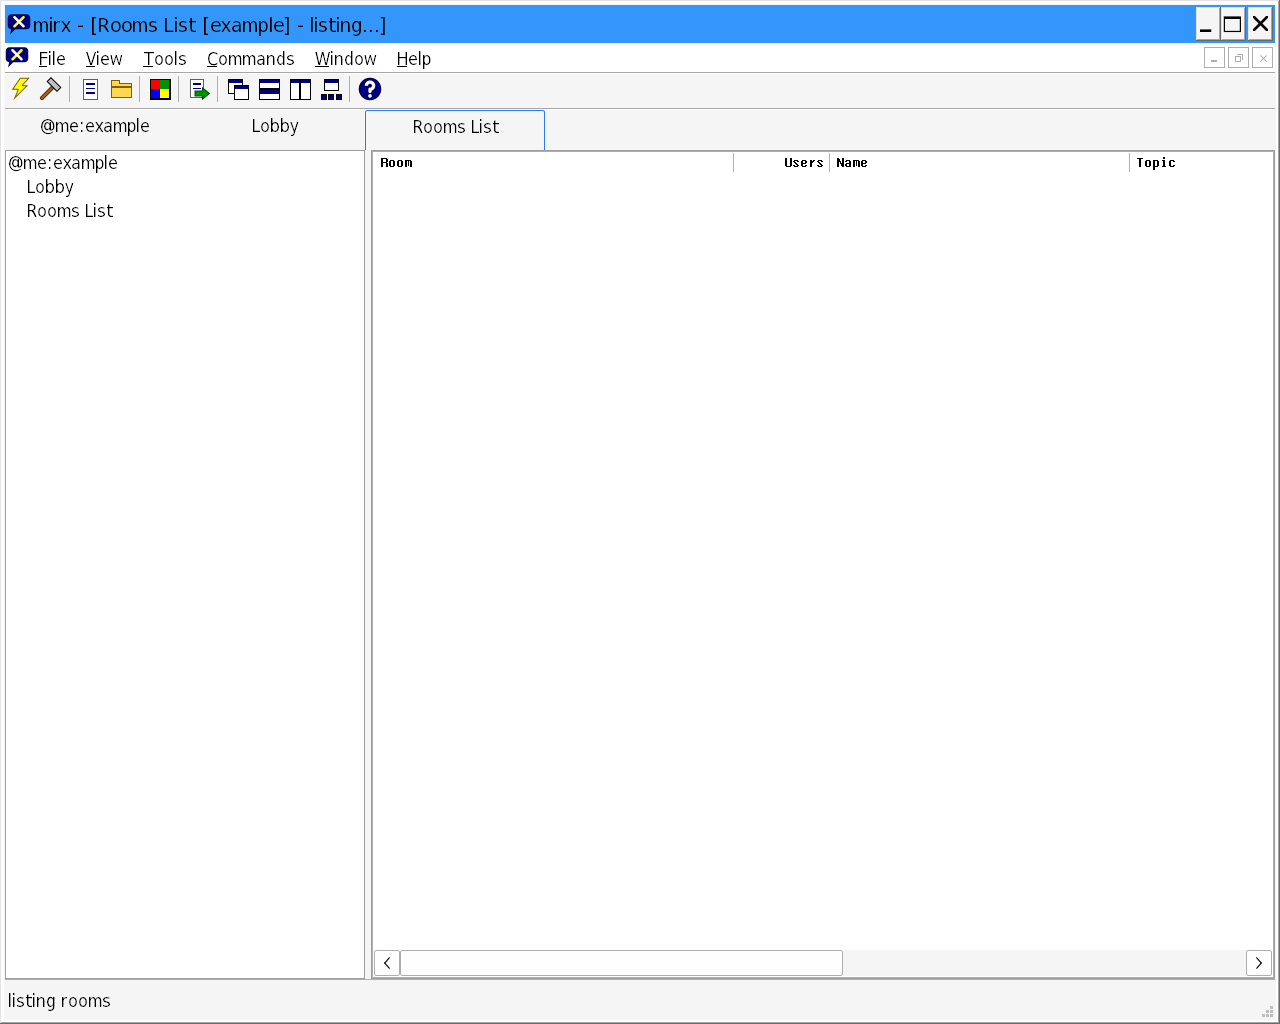 mirx - [Rooms List [example] - listing...]
File View Tools Commands Window Help
@me:example Lobby Rooms List
@me:example
Lobby
Rooms List
Room Users Name Topic
listing rooms